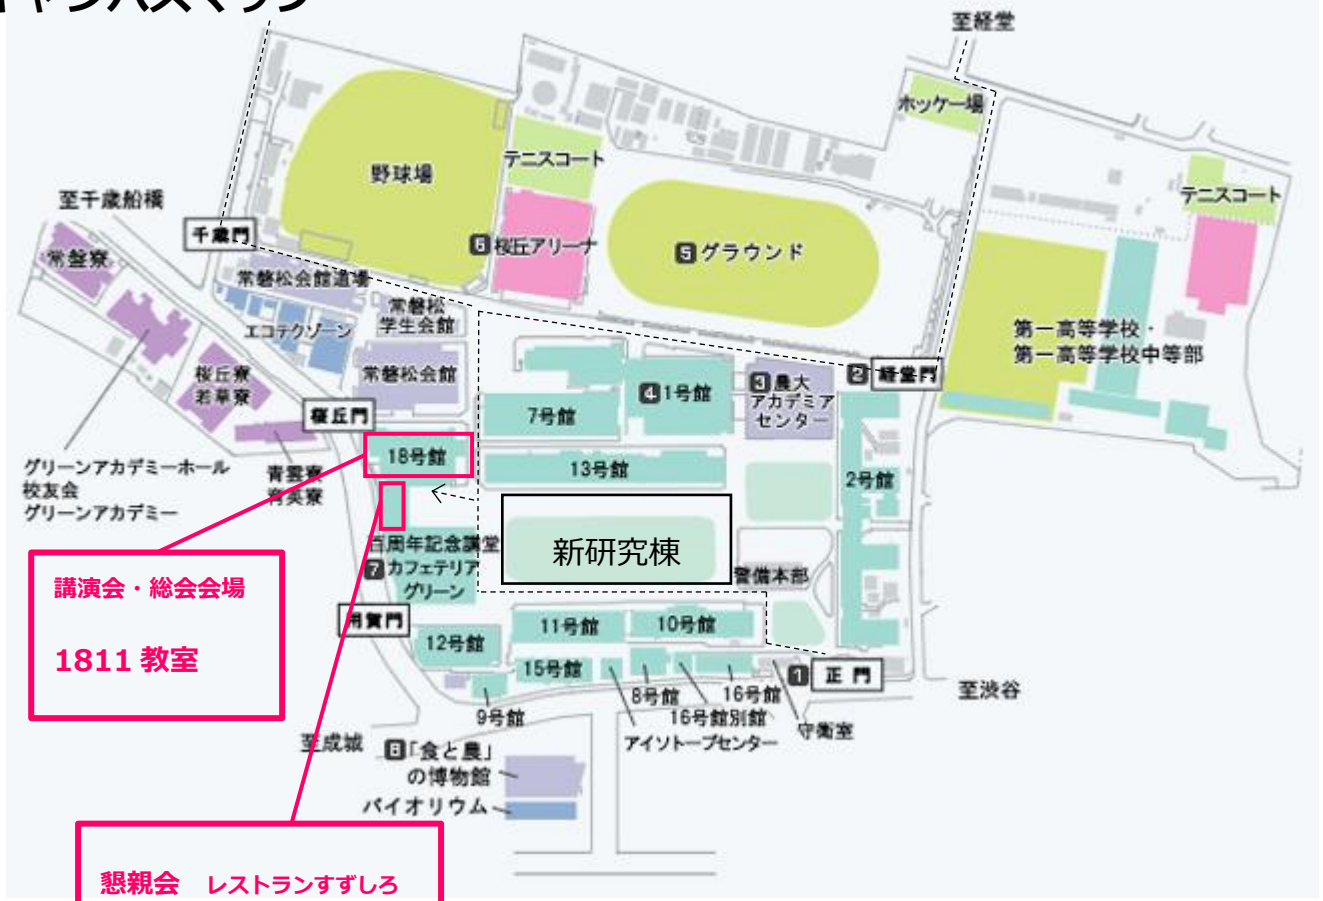 キャンパスマップ
至経堂
ホッケー場
テニスコート
野球場
テニスコート
至千歳船橋
千歳門
6 桜丘アリーナ
5 グラウンド
常磐寮
常磐松会館道場
常磐松
学生会館
エコテクゾーン
第一高等学校・
第一高等学校中等部
桜丘寮
若草寮
常磐松会館
4 1号館
3 農大
アカデミア
センター
2 経堂門
桜丘門
7号館
18号館
13号館
2号館
グリーンアカデミーホール
校友会
グリーンアカデミー
青雲寮
育英寮
新研究棟
百周年記念講堂
7 カフェテリア
グリーン
警備本部
講演会・総会会場
1811 教室
用賀門
12号館
11号館
10号館
15号館
8号館
16号館
1 正門
至渋谷
9号館
16号館別館
守衛室
アイソトープセンター
至成城
8 「食と農」
の博物館
バイオリウム
懇親会 レストランすずしろ